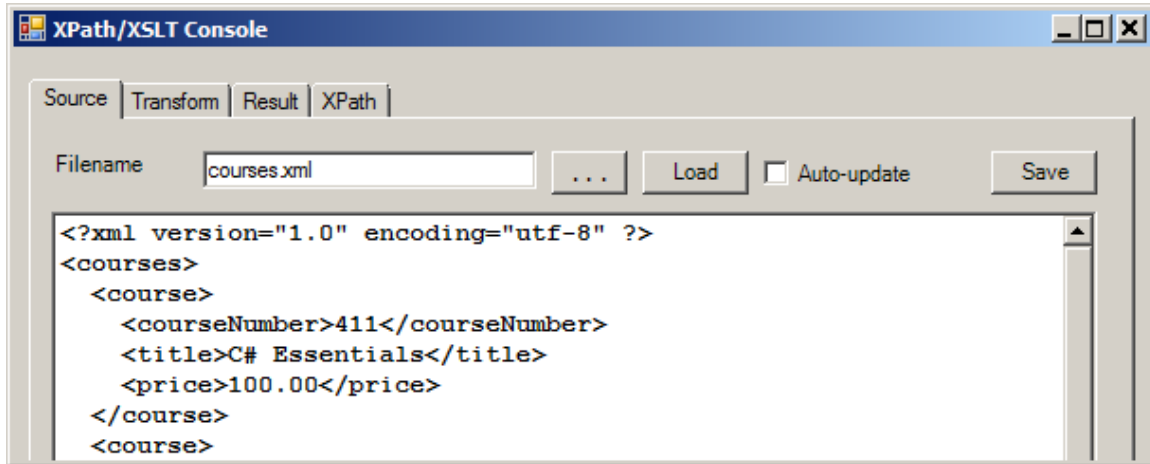 XPath/XSLT Console
Source Transform Result XPath
Filename courses.xml ... Load Auto-update Save
<?xml version="1.0" encoding="utf-8" ?>
<courses>
  <course>
    <courseNumber>411</courseNumber>
    <title>C# Essentials</title>
    <price>100.00</price>
  </course>
  <course>